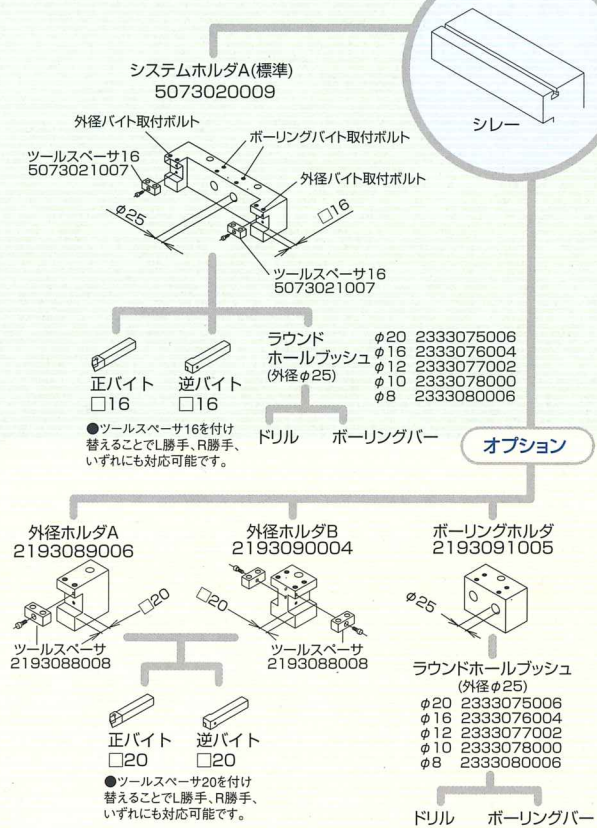 システムホルダA(標準)
5073020009
シレー
外径バイト取付ボルト
ボーリングバイト取付ボルト
ツールスペーサ16
5073021007
外径バイト取付ボルト
φ25
□16
ツールスペーサ16
5073021007
正バイト
□16
逆バイト
□16
●ツールスペーサ16を付け
替えることでL勝手、R勝手、
いずれにも対応可能です。
ラウンド
ホールブッシュ
(外径φ25)
φ20 2333075006
φ16 2333076004
φ12 2333077002
φ10 2333078000
φ8 2333080006
ドリル ボーリングバー
オプション
外径ホルダA
2193089006
□20
ツールスペーサ
2193088008
外径ホルダB
2193090004
□20
ツールスペーサ
2193088008
ボーリングホルダ
2193091005
φ25
正バイト
□20
逆バイト
□20
●ツールスペーサ20を付け
替えることでL勝手、R勝手、
いずれにも対応可能です。
ラウンドホールブッシュ
(外径φ25)
φ20 2333075006
φ16 2333076004
φ12 2333077002
φ10 2333078000
φ8 2333080006
ドリル ボーリングバー